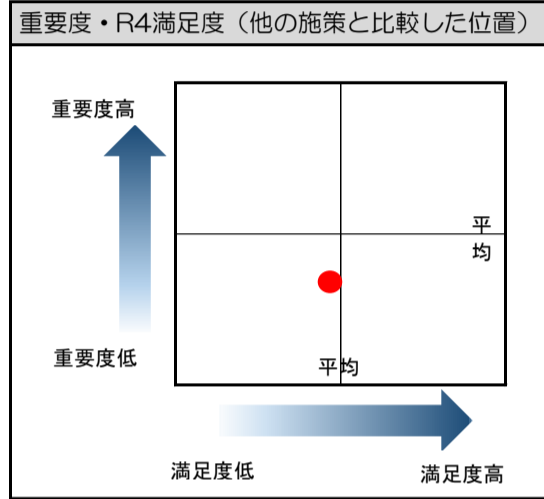 重要度・R4満足度（他の施策と比較した位置）
重要度高
平
均
重要度低
平均
満足度低
満足度高